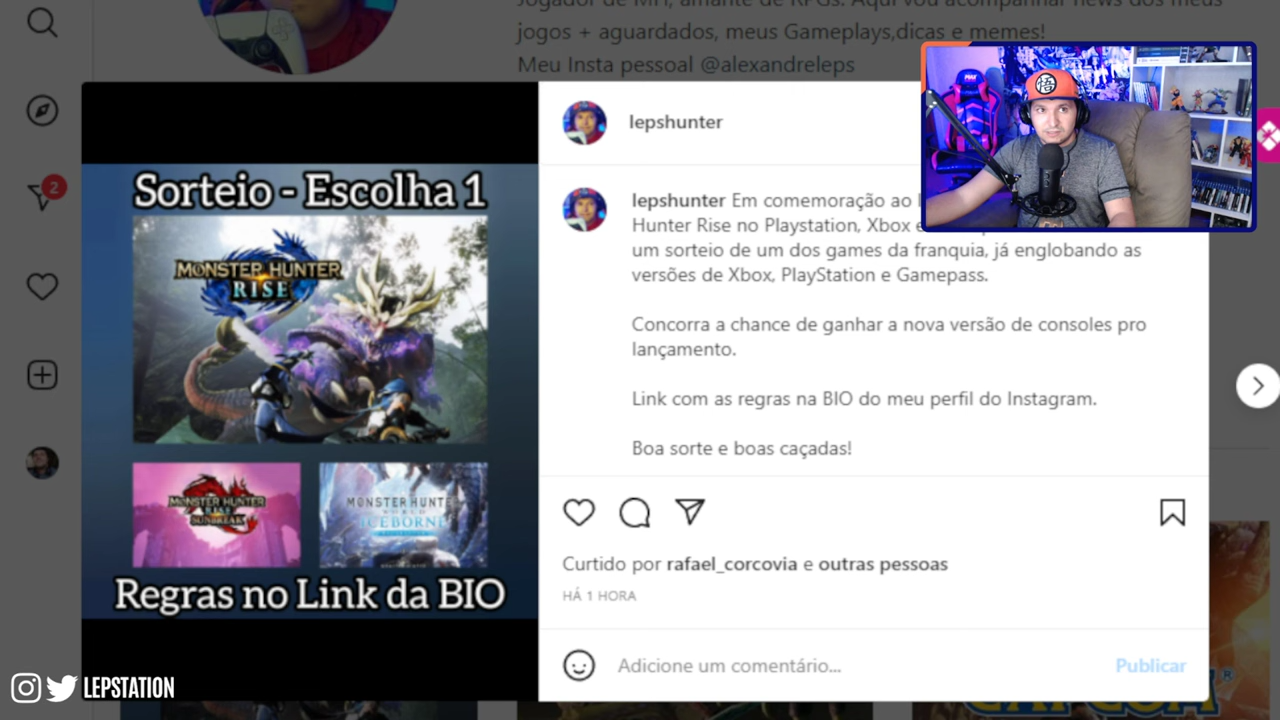 Jogador de MH, amante de RPGs. Aqui vou acompanhar news dos meus
jogos + aguardados, meus Gameplays,dicas e memes!
Meu Insta pessoal @alexandreleps
2
lepshunter
Sorteio - Escolha 1
MONSTER HUNTER
RISE
MONSTER HUNTER
RISE
SUNBREAK
MONSTER HUNTER
WORLD
ICEBORNE
Regras no Link da BIO
lepshunter Em comemoração ao
Hunter Rise no Playstation, Xbox e
um sorteio de um dos games da franquia, já englobando as
versões de Xbox, PlayStation e Gamepass.
Concorra a chance de ganhar a nova versão de consoles pro
lançamento.
Link com as regras na BIO do meu perfil do Instagram.
Boa sorte e boas caçadas!
Curtido por rafael_corcovia e outras pessoas
HÁ 1 HORA
Adicione um comentário... Publicar
LEPSTATION
CAPCOM